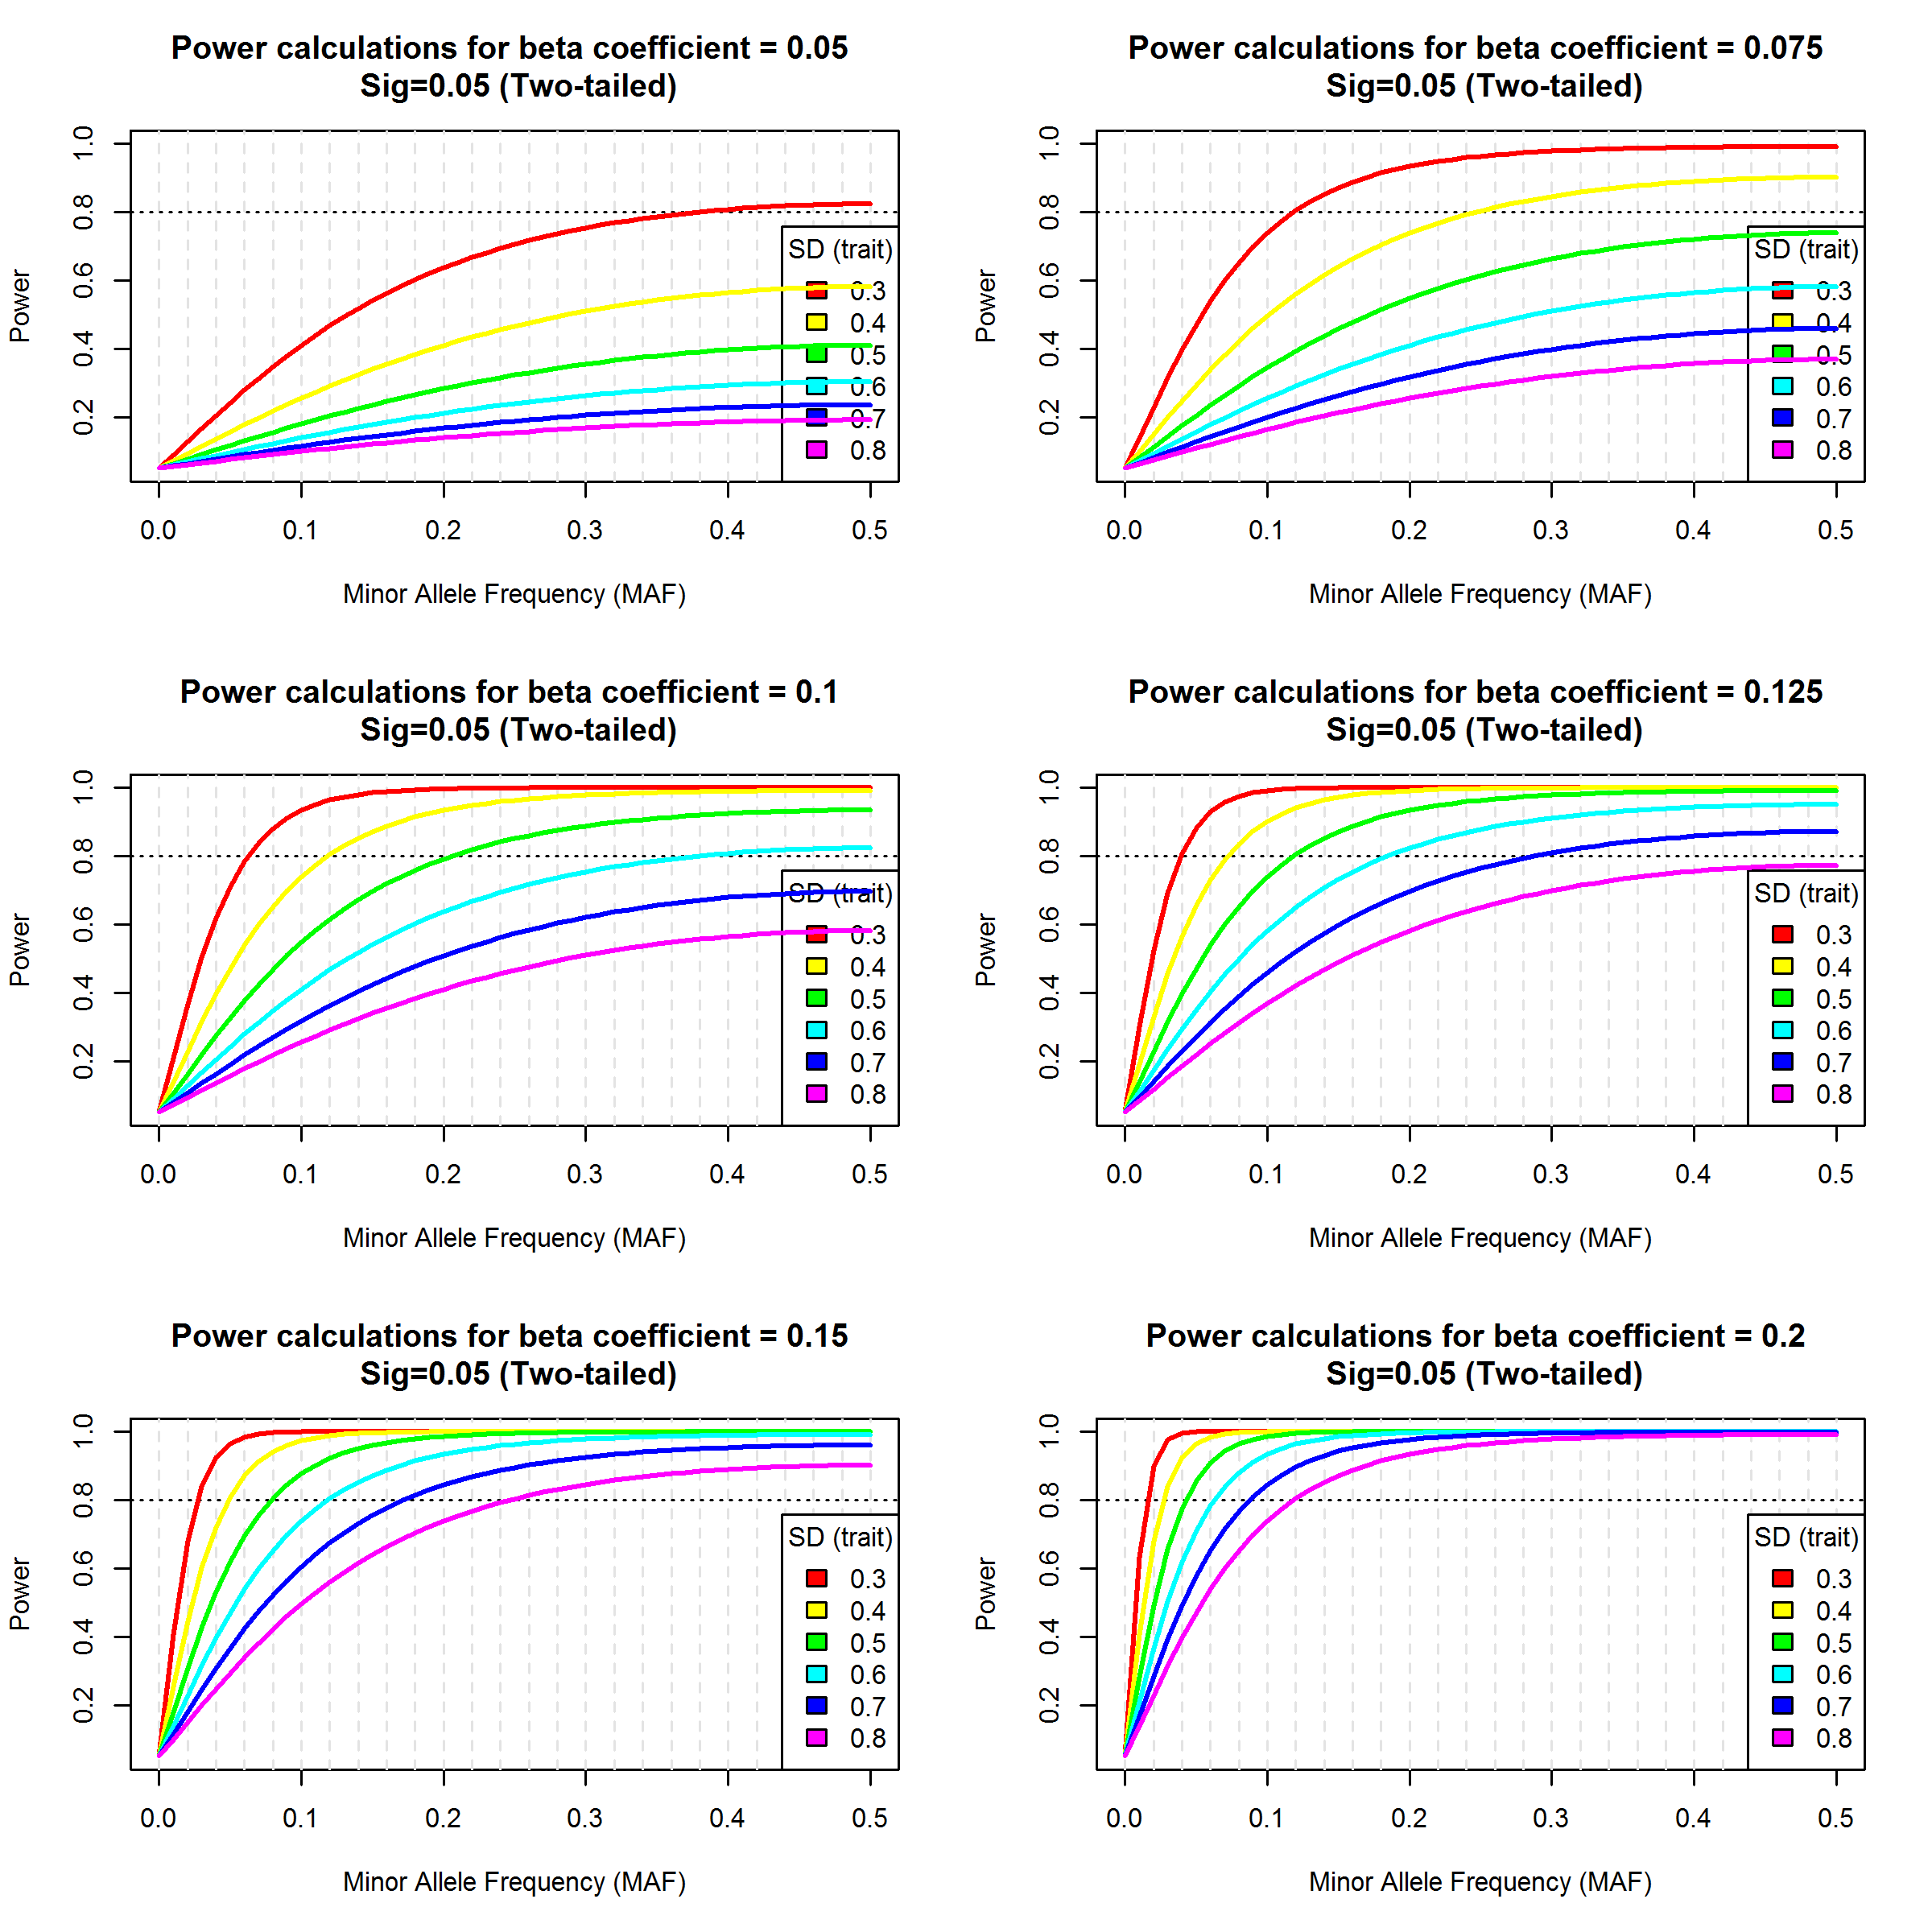 Power calculations for beta coefficient = 0.05
Sig=0.05 (Two-tailed)
Power
1.0
0.8
0.6
0.4
0.2
SD (trait)
0.3
0.4
0.5
0.6
0.7
0.8
0.0 0.1 0.2 0.3 0.4 0.5
Minor Allele Frequency (MAF)
Power calculations for beta coefficient = 0.075
Sig=0.05 (Two-tailed)
Power
1.0
0.8
0.6
0.4
0.2
SD (trait)
0.3
0.4
0.5
0.6
0.7
0.8
0.0 0.1 0.2 0.3 0.4 0.5
Minor Allele Frequency (MAF)
Power calculations for beta coefficient = 0.1
Sig=0.05 (Two-tailed)
Power
1.0
0.8
0.6
0.4
0.2
SD (trait)
0.3
0.4
0.5
0.6
0.7
0.8
0.0 0.1 0.2 0.3 0.4 0.5
Minor Allele Frequency (MAF)
Power calculations for beta coefficient = 0.125
Sig=0.05 (Two-tailed)
Power
1.0
0.8
0.6
0.4
0.2
SD (trait)
0.3
0.4
0.5
0.6
0.7
0.8
0.0 0.1 0.2 0.3 0.4 0.5
Minor Allele Frequency (MAF)
Power calculations for beta coefficient = 0.15
Sig=0.05 (Two-tailed)
Power
1.0
0.8
0.6
0.4
0.2
SD (trait)
0.3
0.4
0.5
0.6
0.7
0.8
0.0 0.1 0.2 0.3 0.4 0.5
Minor Allele Frequency (MAF)
Power calculations for beta coefficient = 0.2
Sig=0.05 (Two-tailed)
Power
1.0
0.8
0.6
0.4
0.2
SD (trait)
0.3
0.4
0.5
0.6
0.7
0.8
0.0 0.1 0.2 0.3 0.4 0.5
Minor Allele Frequency (MAF)